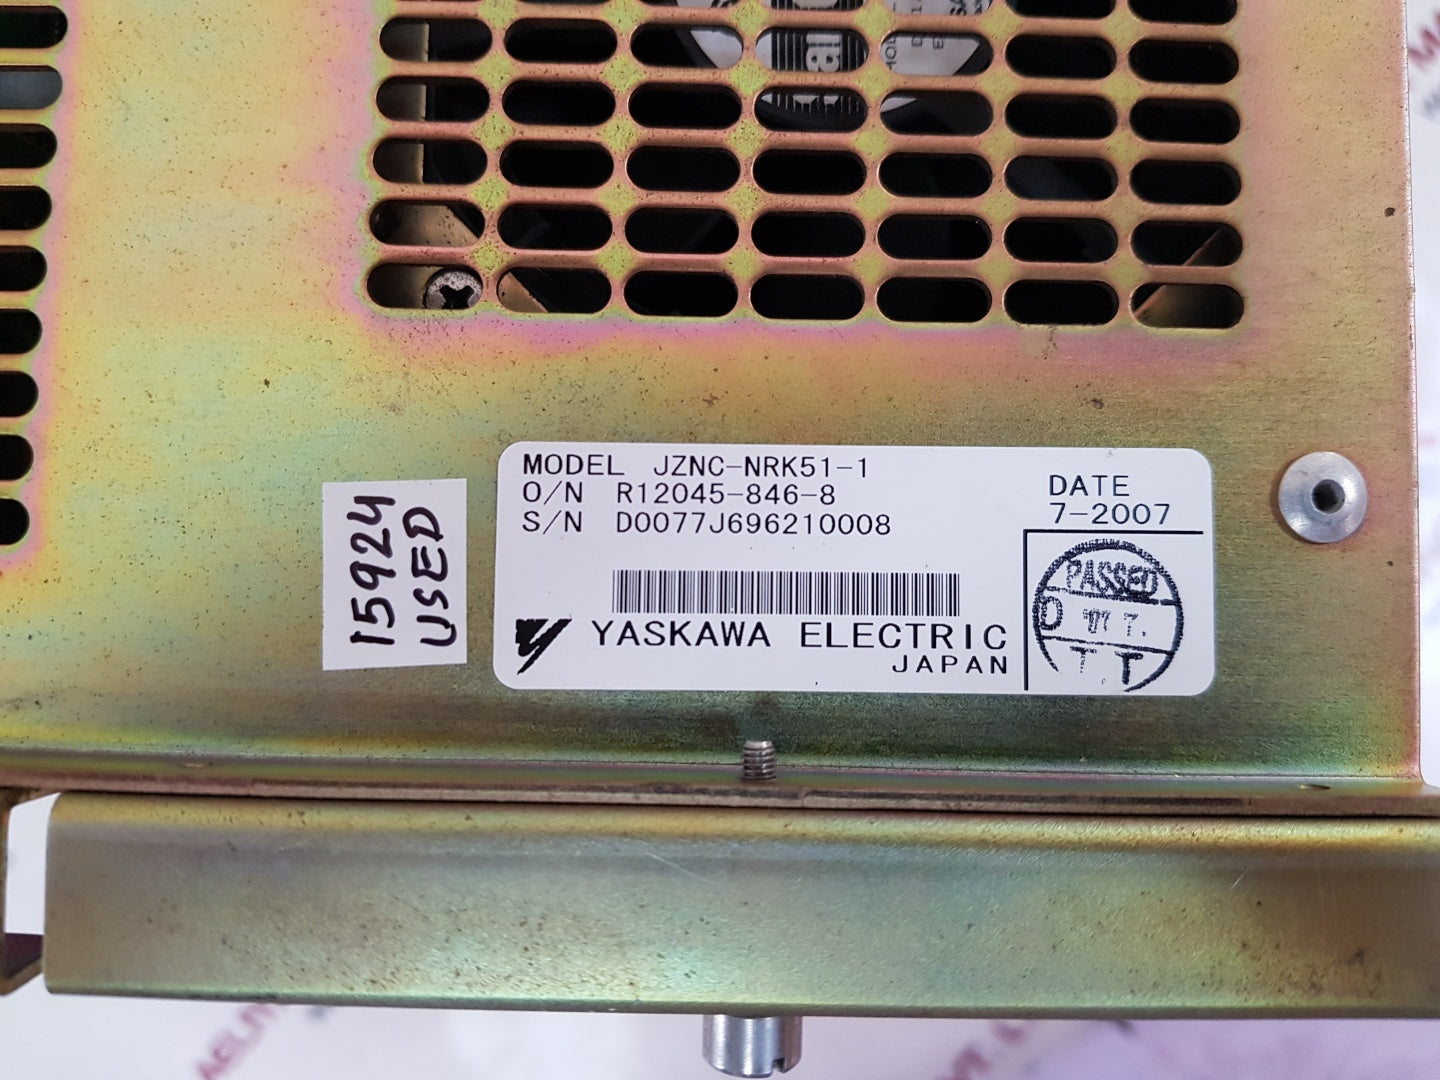 MODEL JZNC-NRK51-1
O/N R12045-846-8
S/N D0077J696210008
DATE
7-2007
PASSED
YASKAWA ELECTRIC
JAPAN
15924
USED